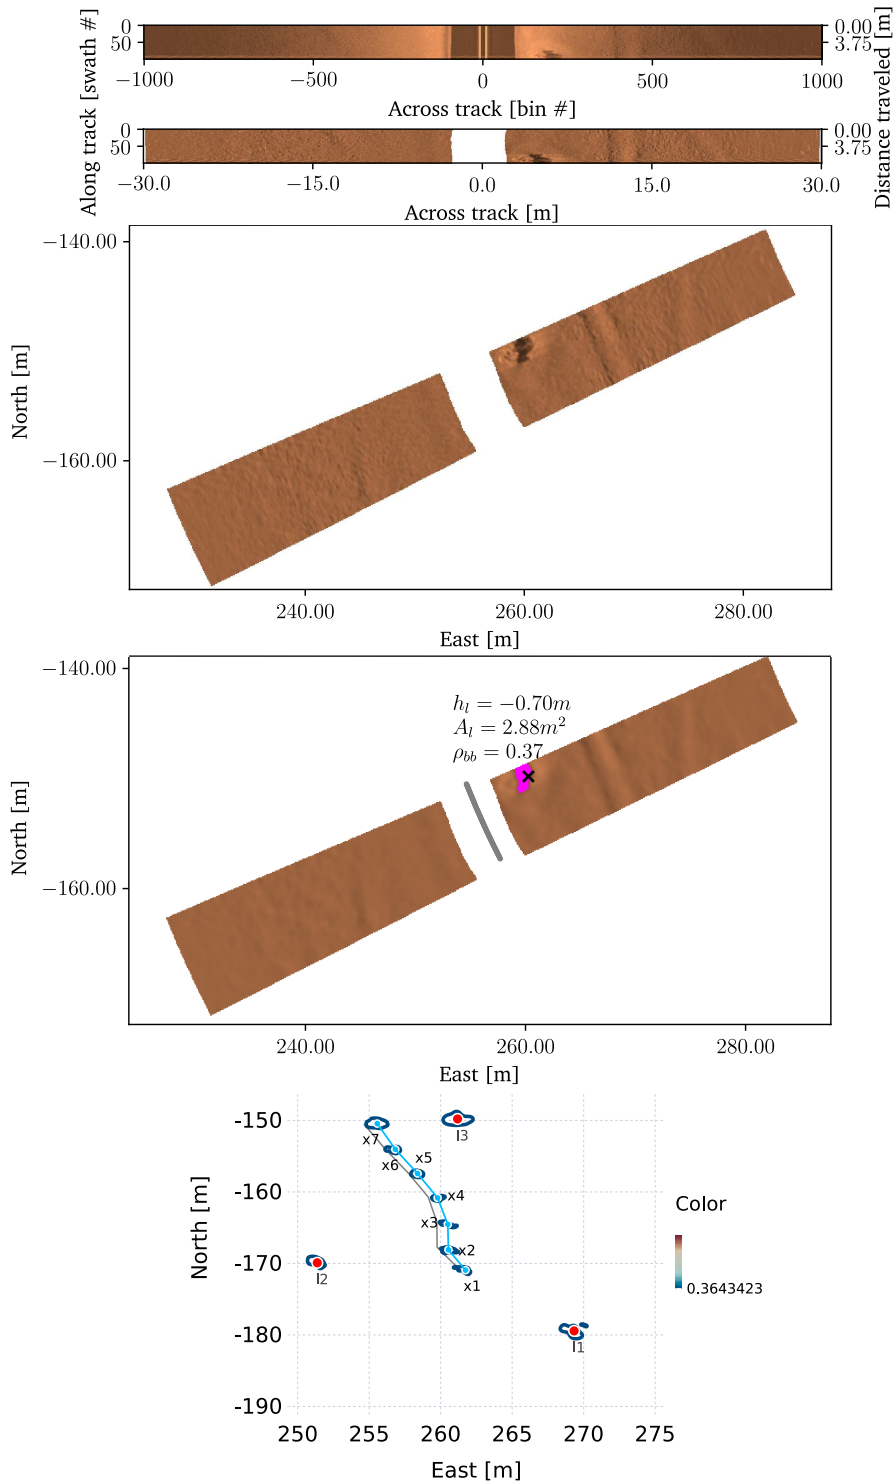 Along track [swath #]
0
50
0.00
3.75
Distance traveled [m]
−1000
−500
0
500
1000
Across track [bin #]
0
50
0.00
3.75
−30.0
−15.0
0.0
15.0
30.0
Across track [m]
−140.00
−160.00
North [m]
240.00
260.00
280.00
East [m]
−140.00
−160.00
North [m]
h_l = −0.70m
A_l = 2.88m²
ρ_bb = 0.37
240.00
260.00
280.00
East [m]
-150
-160
-170
-180
-190
North [m]
l3
x7
x6
x5
x4
x3
x2
x1
l2
l1
Color
0.3643423
250
255
260
265
270
275
East [m]